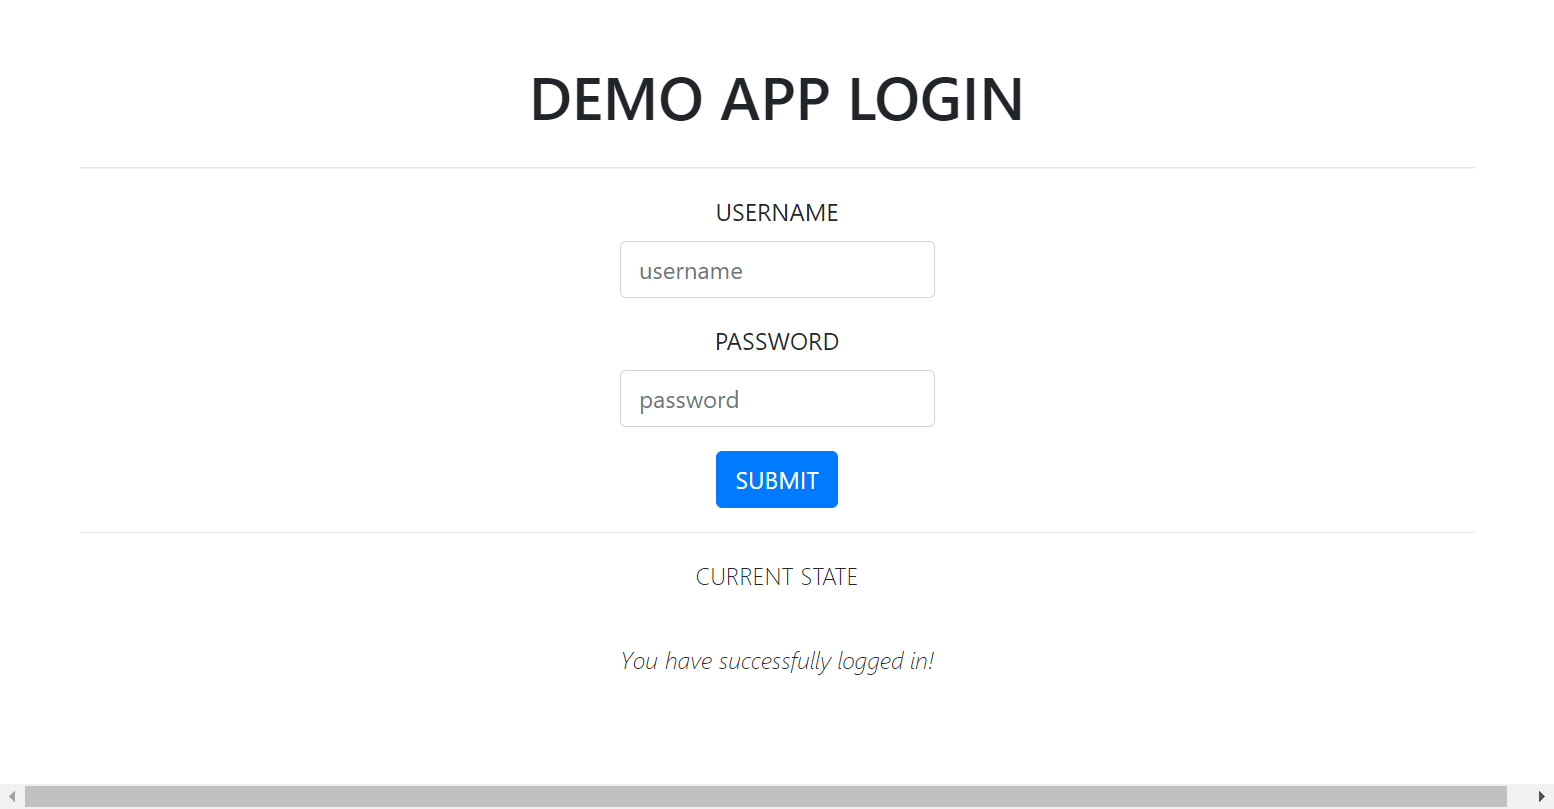 DEMO APP LOGIN
USERNAME
username
PASSWORD
password
SUBMIT
CURRENT STATE
You have successfully logged in!